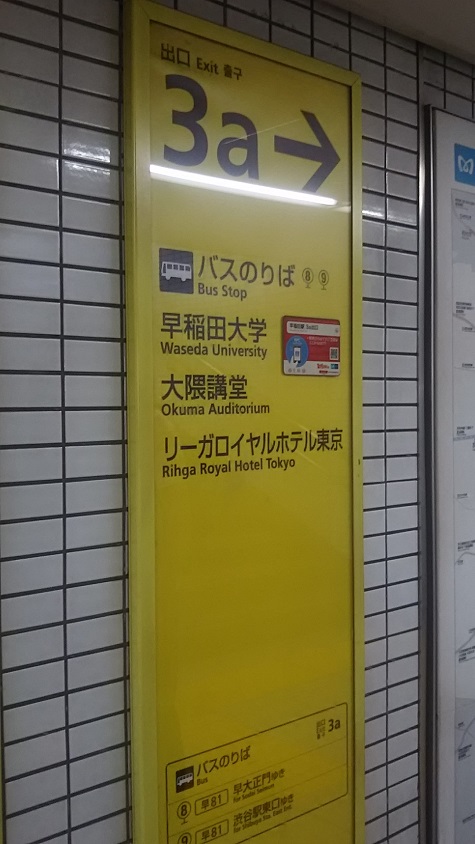 出口 Exit 출구
3a→
バスのりば ⑧ ⑨
Bus Stop
早稲田大学
Waseda University
大隈講堂
Okuma Auditorium
リーガロイヤルホテル東京
Rihga Royal Hotel Tokyo
バスのりば
Bus
3a
⑧ 早81 早大正門ゆき
⑨ 早81 渋谷駅東口ゆき